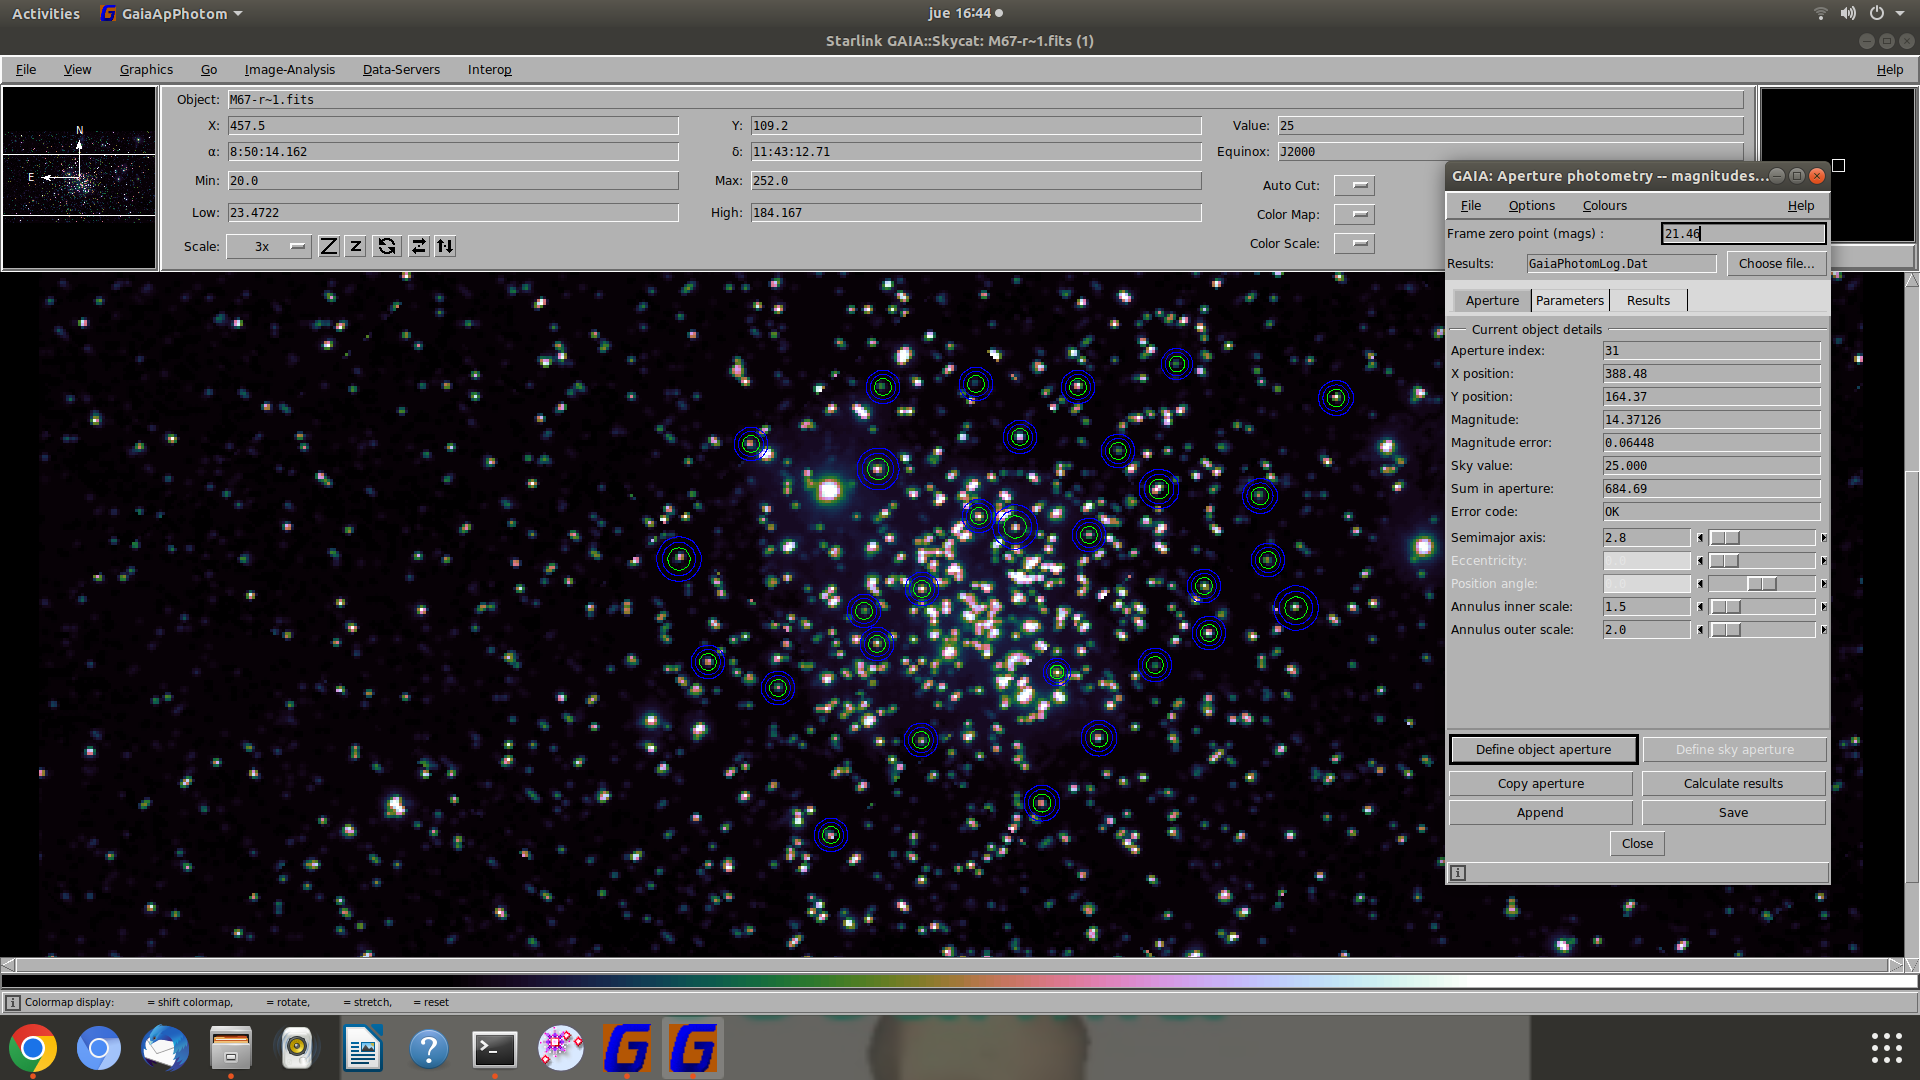 Activities GaiaApPhotom jue 16:44
Starlink GAIA::Skycat: M67-r~1.fits (1)
File View Graphics Go Image-Analysis Data-Servers Interop Help
Object: M67-r~1.fits
X: 457.5 Y: 109.2 Value: 25
α: 8:50:14.162 δ: 11:43:12.71 Equinox: J2000
Min: 20.0 Max: 252.0 Auto Cut:
Low: 23.4722 High: 184.167 Color Map:
Scale: 3x Z z Color Scale:
N
E
GAIA: Aperture photometry -- magnitudes...
File Options Colours Help
Frame zero point (mags) : 21.46
Results: GaiaPhotomLog.Dat Choose file...
Aperture Parameters Results
Current object details
Aperture index: 31
X position: 388.48
Y position: 164.37
Magnitude: 14.37126
Magnitude error: 0.06448
Sky value: 25.000
Sum in aperture: 684.69
Error code: OK
Semimajor axis: 2.8
Eccentricity: 0.0
Position angle: 0.0
Annulus inner scale: 1.5
Annulus outer scale: 2.0
Define object aperture Define sky aperture
Copy aperture Calculate results
Append Save
Close
Colormap display: = shift colormap, = rotate, = stretch, = reset